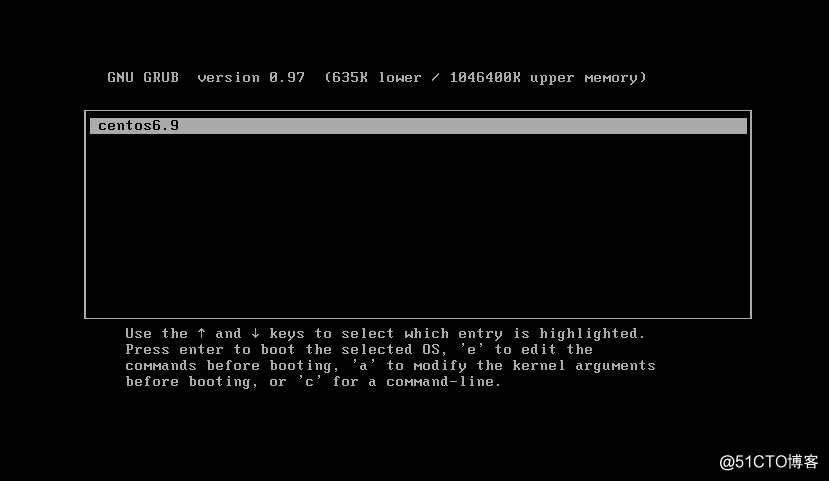 GNU GRUB  version 0.97  (635K lower / 1046400K upper memory)
centos6.9
Use the ↑ and ↓ keys to select which entry is highlighted.
Press enter to boot the selected OS, 'e' to edit the
commands before booting, 'a' to modify the kernel arguments
before booting, or 'c' for a command-line.
@51CTO博客